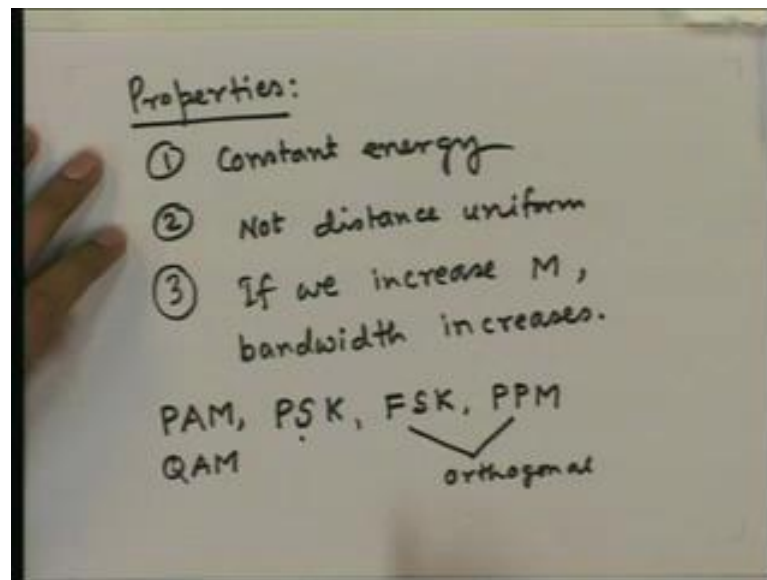 Properties:
① Constant energy
② Not distance uniform
③ If we increase M,
bandwidth increases.
PAM, PSK, FSK, PPM
QAM
orthogonal